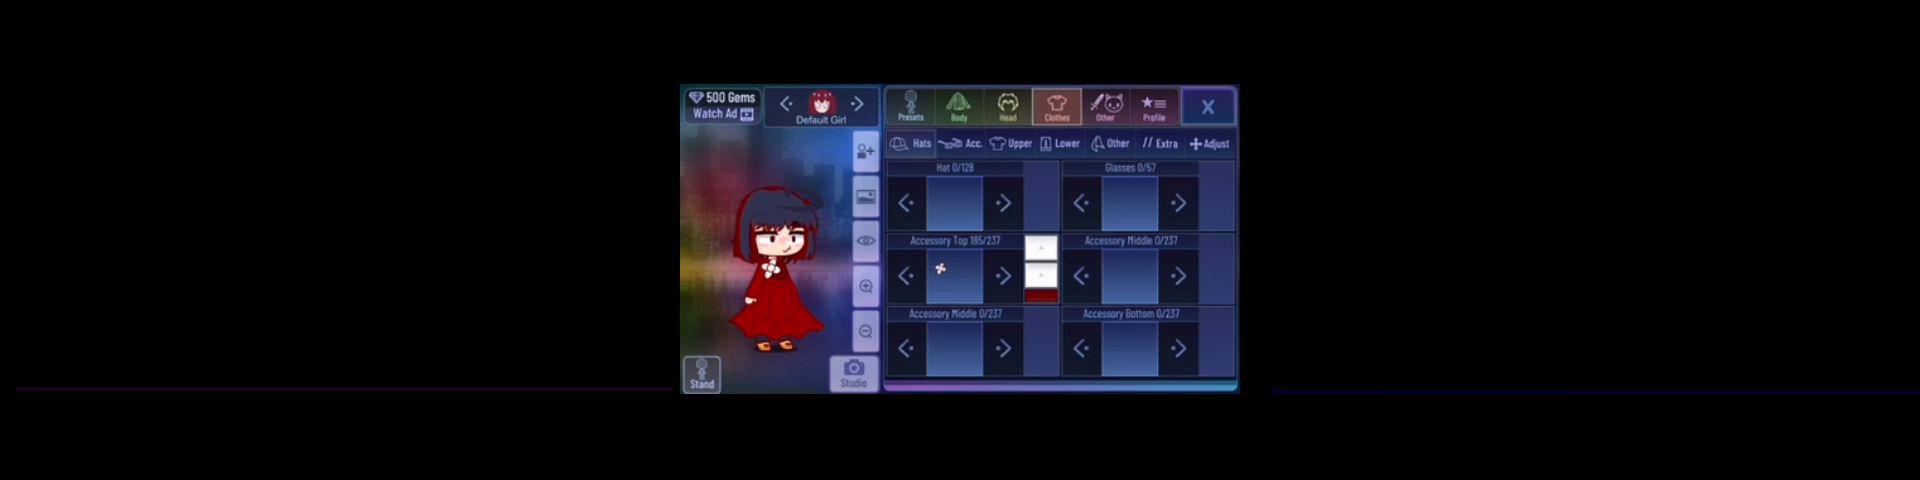 500 Gems
Watch Ad
Default Girl
Presets
Body
Head
Clothes
Other
Profile
X
Hats
Acc.
Upper
Lower
Other
Extra
Adjust
Hat 0/128
Glasses 0/57
Accessory Top 185/237
Accessory Middle 0/237
Accessory Middle 0/237
Accessory Bottom 0/237
Stand
Studio